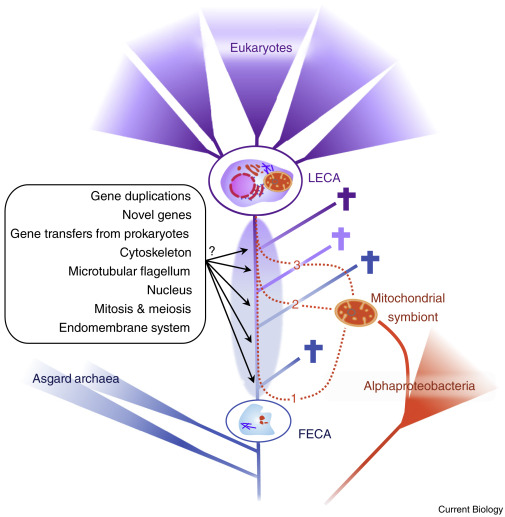 Eukaryotes
LECA
Gene duplications
Novel genes
Gene transfers from prokaryotes
Cytoskeleton
Microtubular flagellum
Nucleus
Mitosis & meiosis
Endomembrane system
?
3
2
1
Mitochondrial
symbiont
Asgard archaea
Alphaproteobacteria
FECA
Current Biology